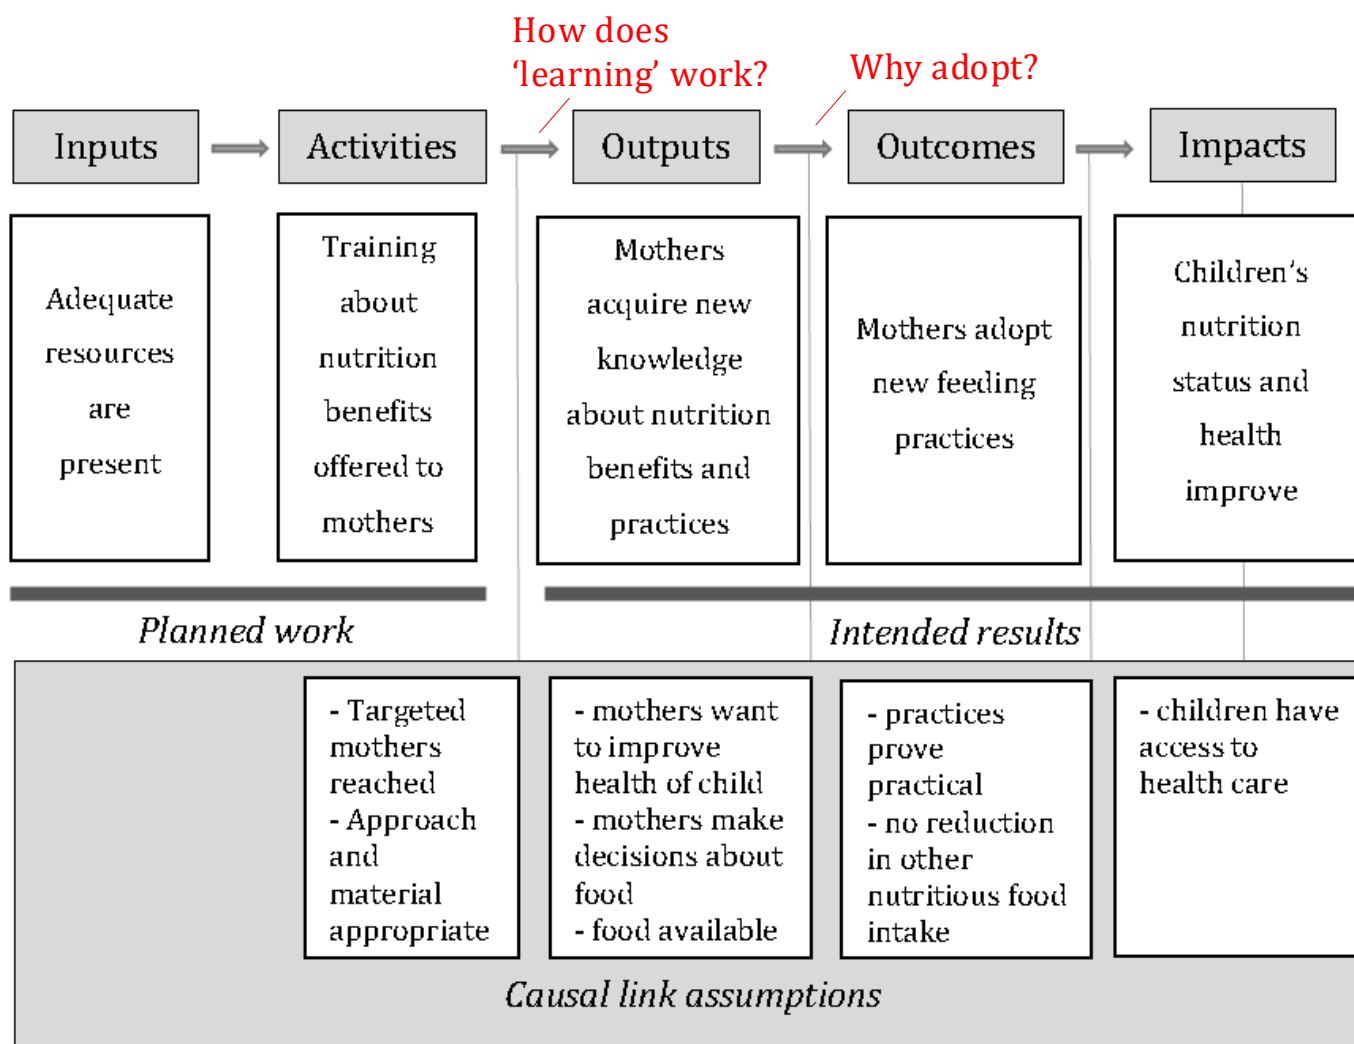 How does
‘learning’ work?
Why adopt?
Inputs
Activities
Outputs
Outcomes
Impacts
Adequate
resources
are
present
Training
about
nutrition
benefits
offered to
mothers
Mothers
acquire new
knowledge
about nutrition
benefits and
practices
Mothers adopt
new feeding
practices
Children’s
nutrition
status and
health
improve
Planned work
Intended results
- Targeted
mothers
reached
- Approach
and
material
appropriate
- mothers want
to improve
health of child
- mothers make
decisions about
food
- food available
- practices
prove
practical
- no reduction
in other
nutritious food
intake
- children have
access to
health care
Causal link assumptions